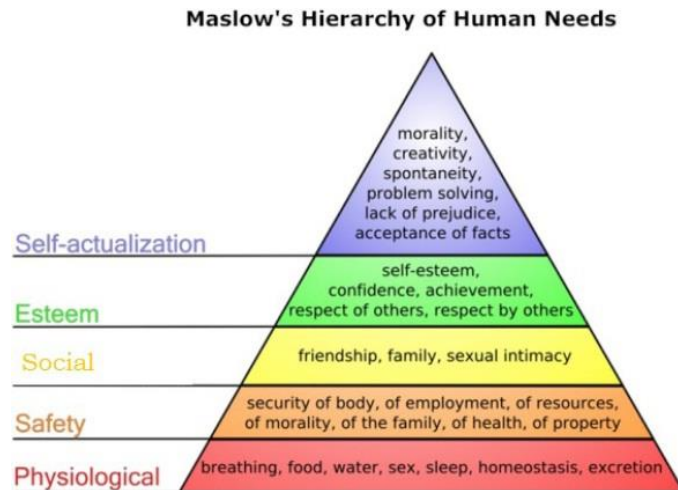 Maslow's Hierarchy of Human Needs
morality,
creativity,
spontaneity,
problem solving,
lack of prejudice,
acceptance of facts
Self-actualization
self-esteem,
confidence, achievement,
respect of others, respect by others
Esteem
friendship, family, sexual intimacy
Social
security of body, of employment, of resources,
of morality, of the family, of health, of property
Safety
breathing, food, water, sex, sleep, homeostasis, excretion
Physiological